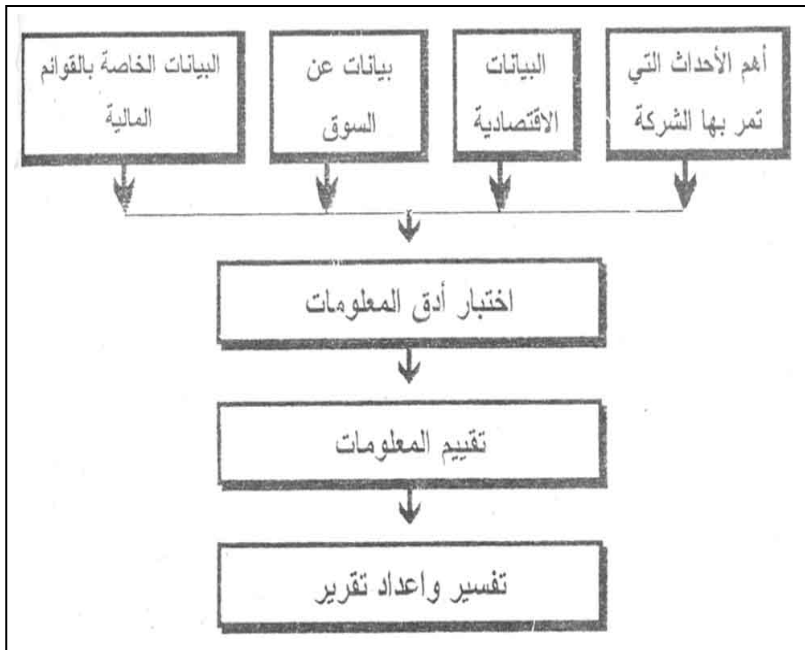 أهم الأحداث التي
تمر بها الشركة
البيانات
الاقتصادية
بيانات عن
السوق
البيانات الخاصة بالقوائم
المالية
اختبار أدق المعلومات
تقييم المعلومات
تفسير واعداد تقرير